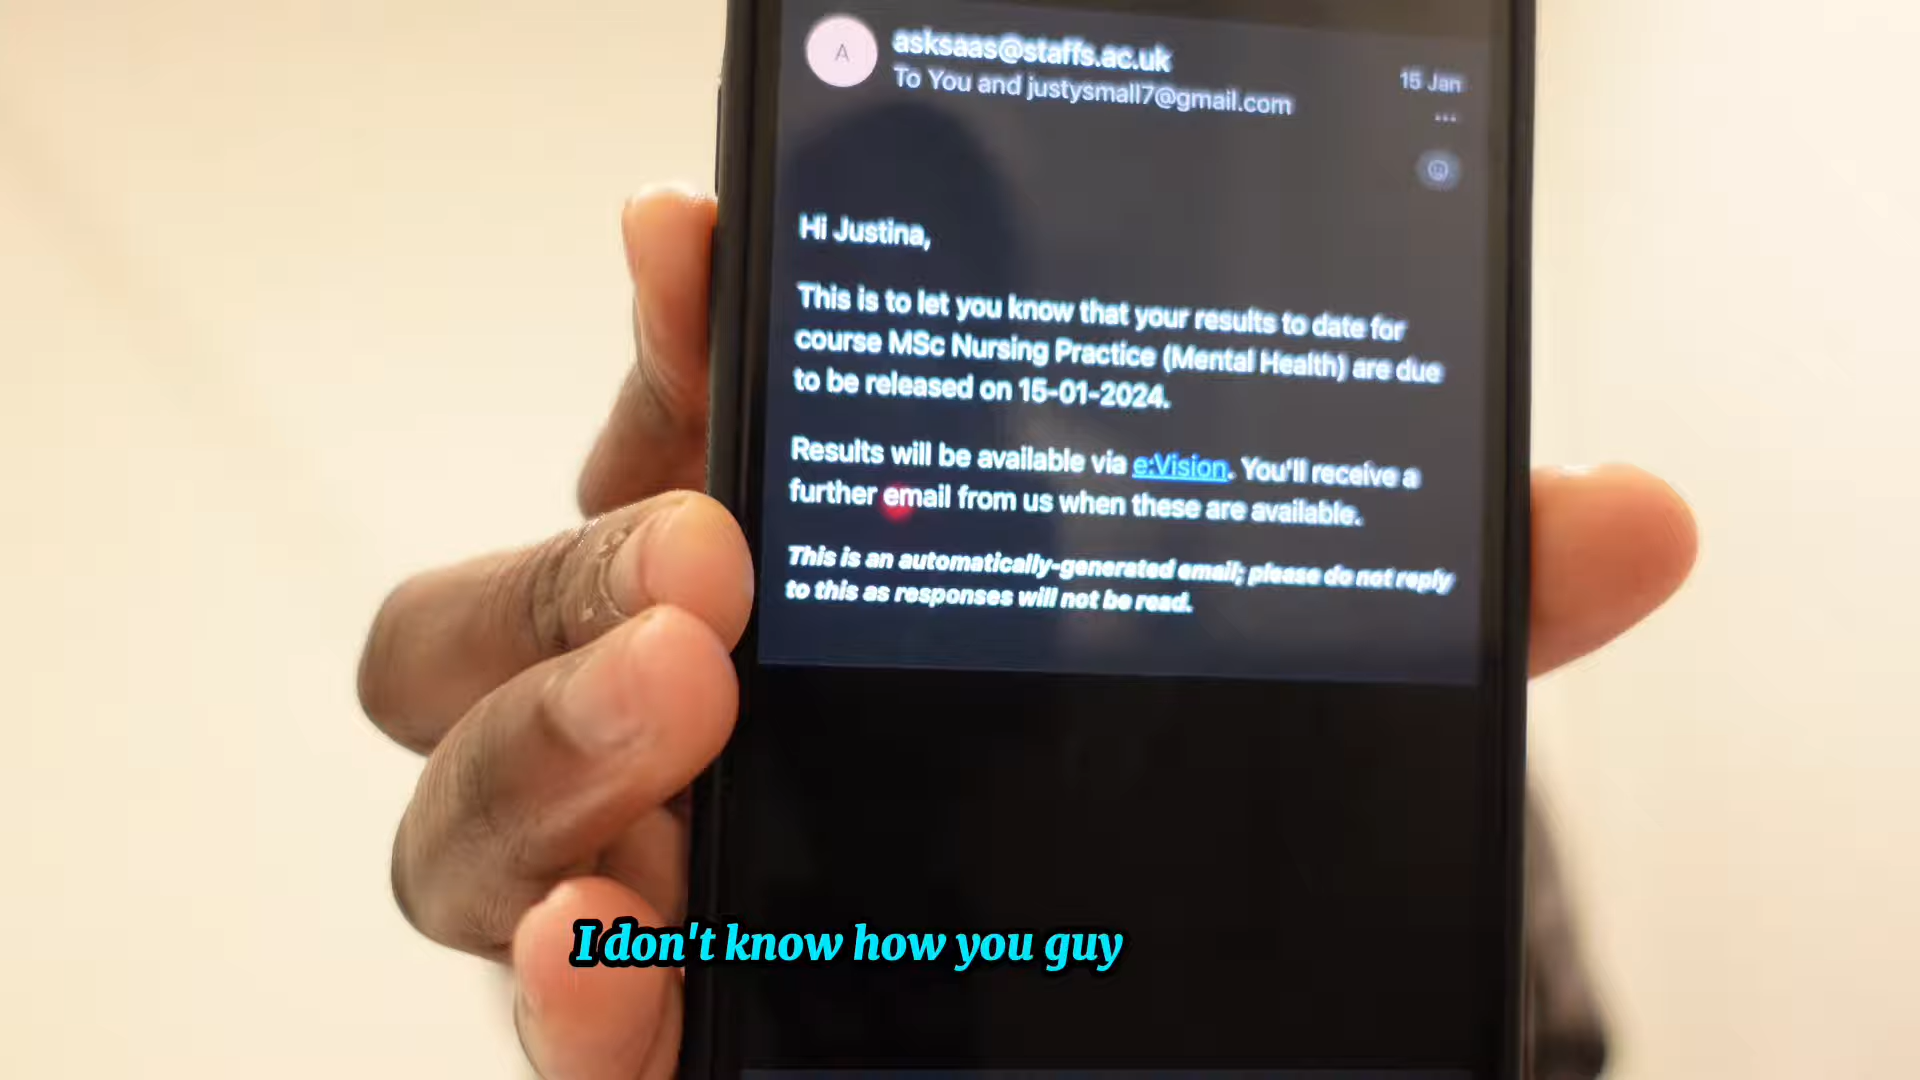 A
asksaas@staffs.ac.uk
To You and justysmall7@gmail.com
15 Jan
...
Hi Justina,
This is to let you know that your results to date for
course MSc Nursing Practice (Mental Health) are due
to be released on 15-01-2024.
Results will be available via e:Vision. You'll receive a
further email from us when these are available.
This is an automatically-generated email; please do not reply
to this as responses will not be read.
I don't know how you guy